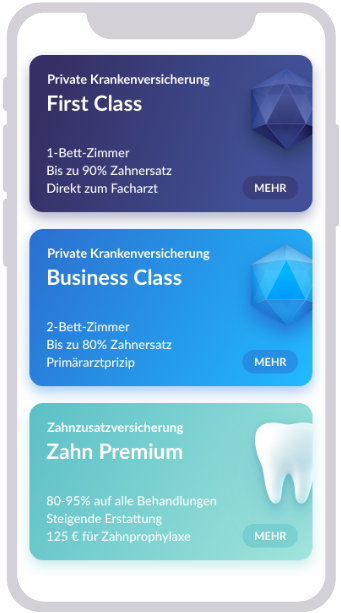 Private Krankenversicherung
First Class
1-Bett-Zimmer
Bis zu 90% Zahnersatz
Direkt zum Facharzt
MEHR
Private Krankenversicherung
Business Class
2-Bett-Zimmer
Bis zu 80% Zahnersatz
Primärarztprizip
MEHR
Zahnzusatzversicherung
Zahn Premium
80-95% auf alle Behandlungen
Steigende Erstattung
125 € für Zahnprophylaxe
MEHR